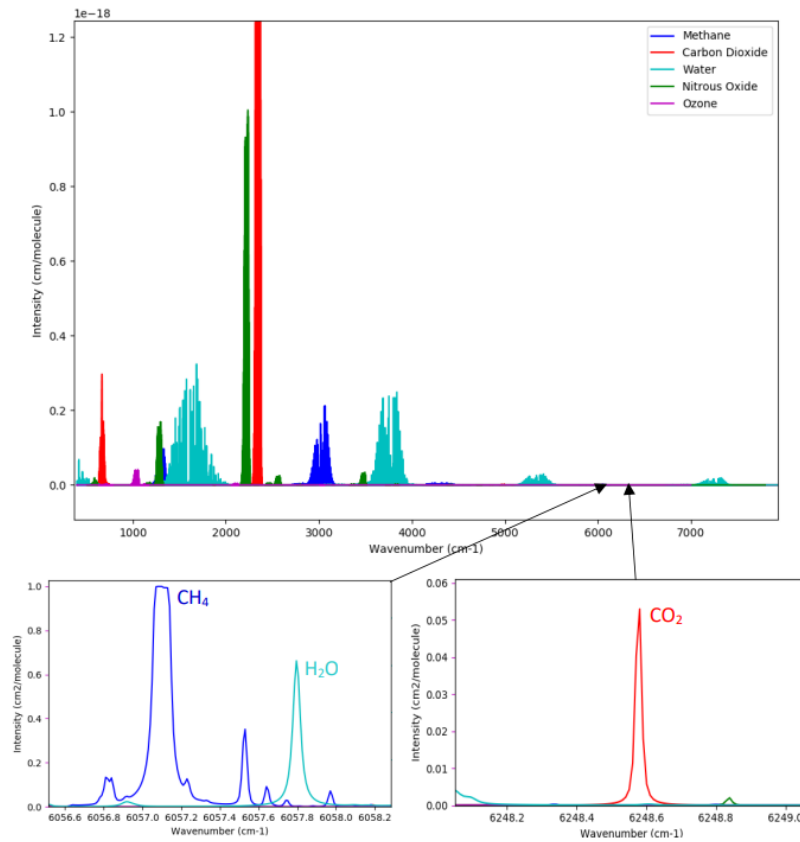 1e−18
Methane
Carbon Dioxide
Water
Nitrous Oxide
Ozone
1.2
1.0
0.8
0.6
0.4
0.2
0.0
Intensity (cm/molecule)
1000 2000 3000 4000 5000 6000 7000
Wavenumber (cm-1)
1.0
0.8
0.6
0.4
0.2
0.0
Intensity (cm2/molecule)
CH₄
H₂O
6056.6 6056.8 6057.0 6057.2 6057.4 6057.6 6057.8 6058.0 6058.2
Wavenumber (cm-1)
0.06
0.05
0.04
0.03
0.02
0.01
0.00
Intensity (cm2/molecule)
CO₂
6248.2 6248.4 6248.6 6248.8 6249.0
Wavenumber (cm-1)